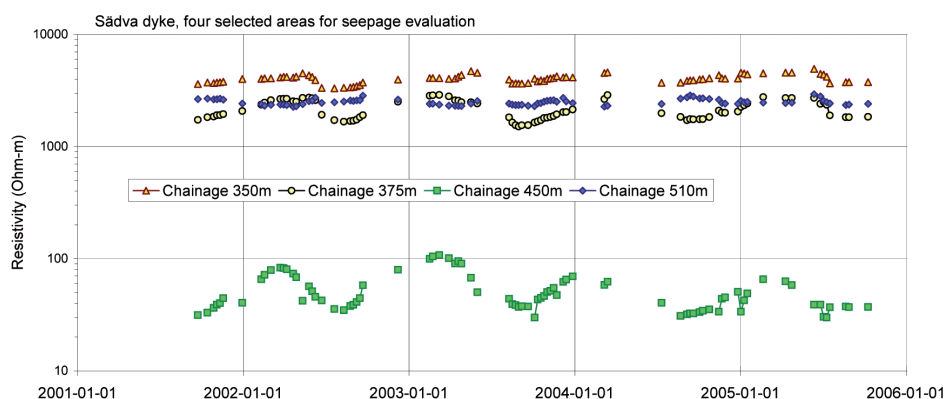 Sädva dyke, four selected areas for seepage evaluation
10000
1000
100
10
Resistivity (Ohm-m)
Chainage 350m Chainage 375m Chainage 450m Chainage 510m
2001-01-01 2002-01-01 2003-01-01 2004-01-01 2005-01-01 2006-01-01